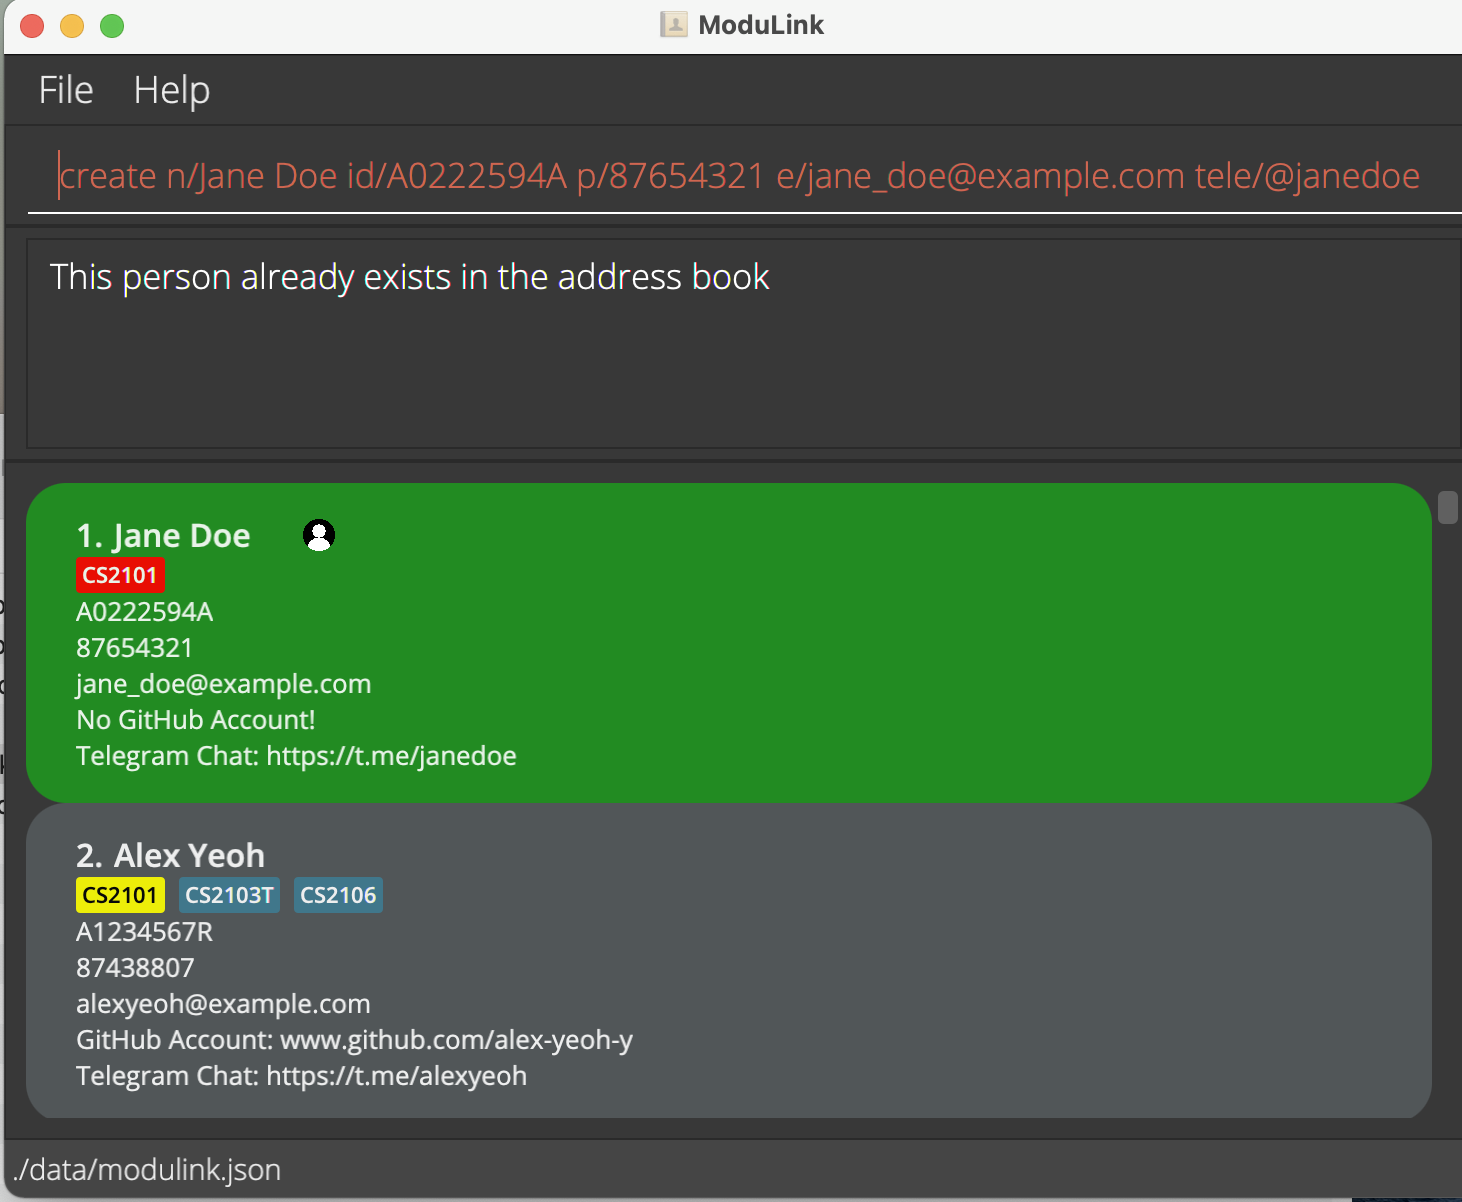 ModuLink
File Help
create n/Jane Doe id/A0222594A p/87654321 e/jane_doe@example.com tele/@janedoe
This person already exists in the address book
1. Jane Doe
CS2101
A0222594A
87654321
jane_doe@example.com
No GitHub Account!
Telegram Chat: https://t.me/janedoe
2. Alex Yeoh
CS2101 CS2103T CS2106
A1234567R
87438807
alexyeoh@example.com
GitHub Account: www.github.com/alex-yeoh-y
Telegram Chat: https://t.me/alexyeoh
./data/modulink.json